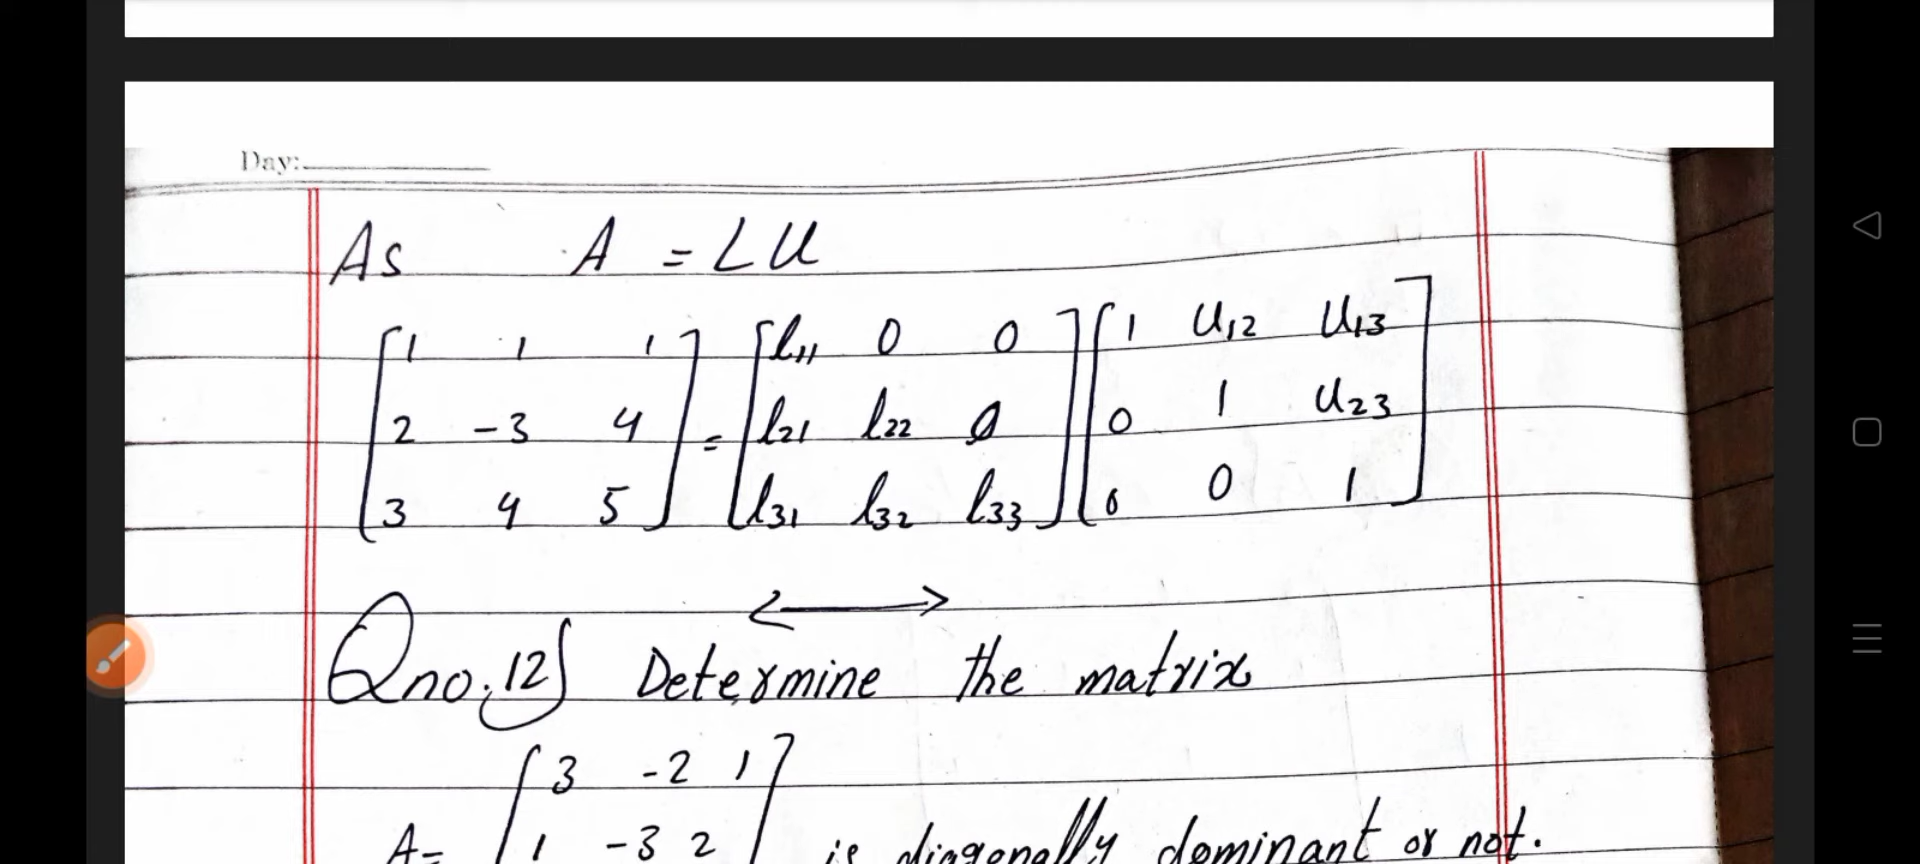 Day:
As A = LU
[1 1 1] = [l11 0 0] [1 u12 u13]
[2 -3 4] [l21 l22 0] [0 1 u23]
[3 4 5] [l31 l32 l33] [0 0 1]
Qno.12) Determine the matrix
[3 -2 1]
A= [1 -3 2] is diagonally dominant or not.